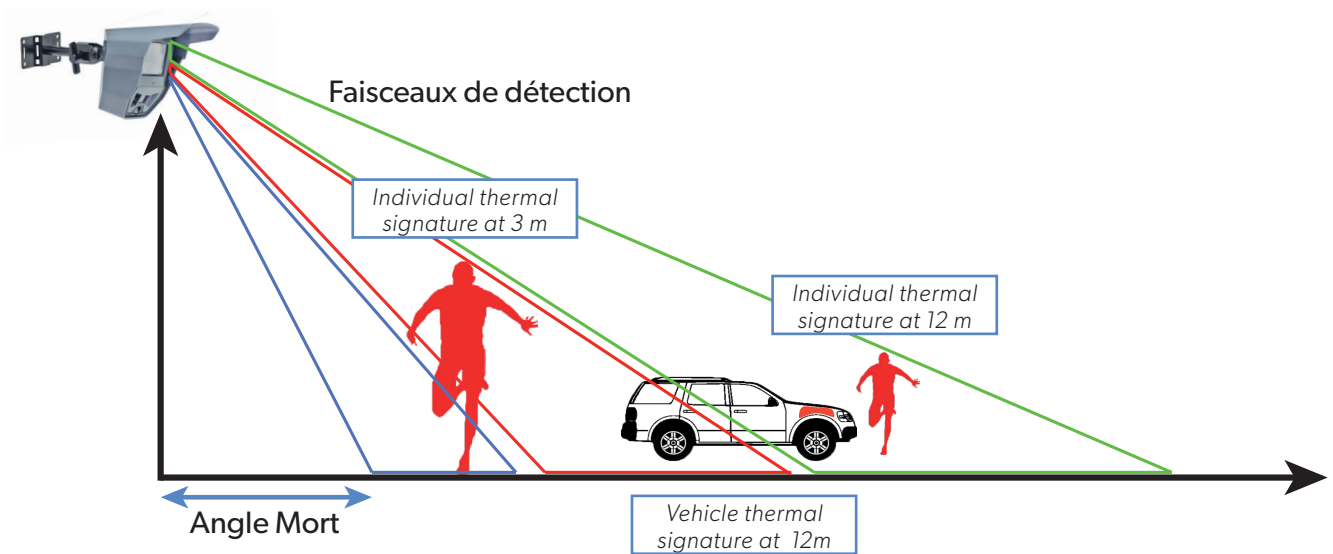 Faisceaux de détection
Individual thermal
signature at 3 m
Individual thermal
signature at 12 m
Angle Mort
Vehicle thermal
signature at 12m